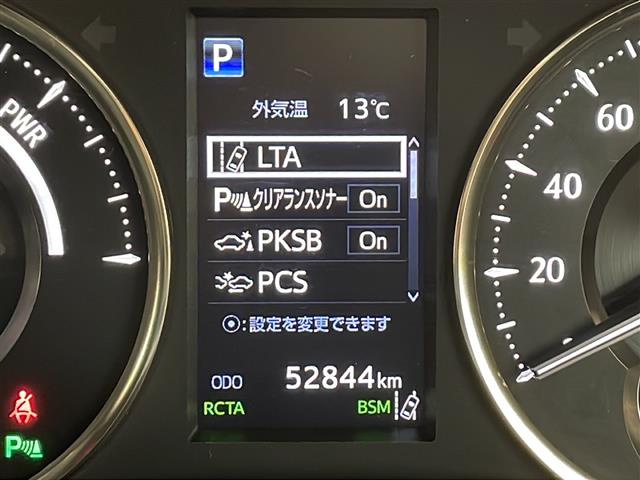 P
外気温 13℃
LTA
P クリアランスソナー On
PKSB On
PCS
⦿:設定を変更できます
ODO 52844km
RCTA BSM
PWR
60
40
20
P